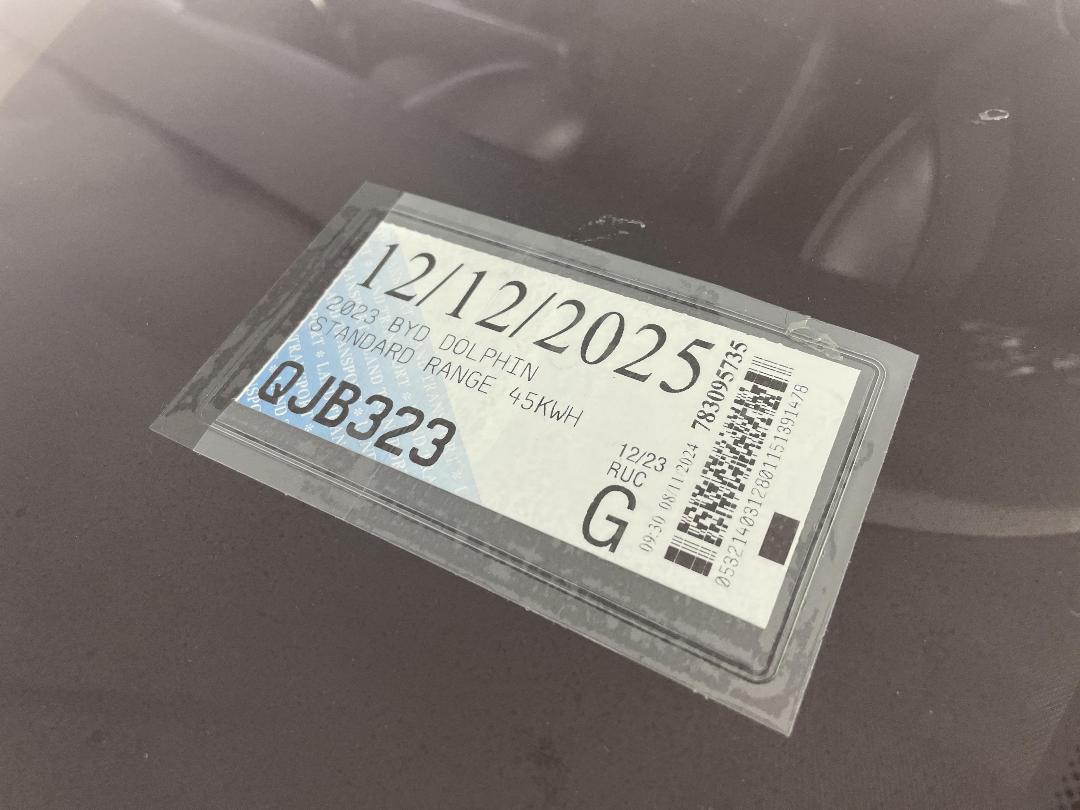 12/12/2025
2023 BYD DOLPHIN
STANDARD RANGE 45KWH
QJB323
12/23
RUC
G
09:30 08/11/2024
783095735
0532140312801151391478